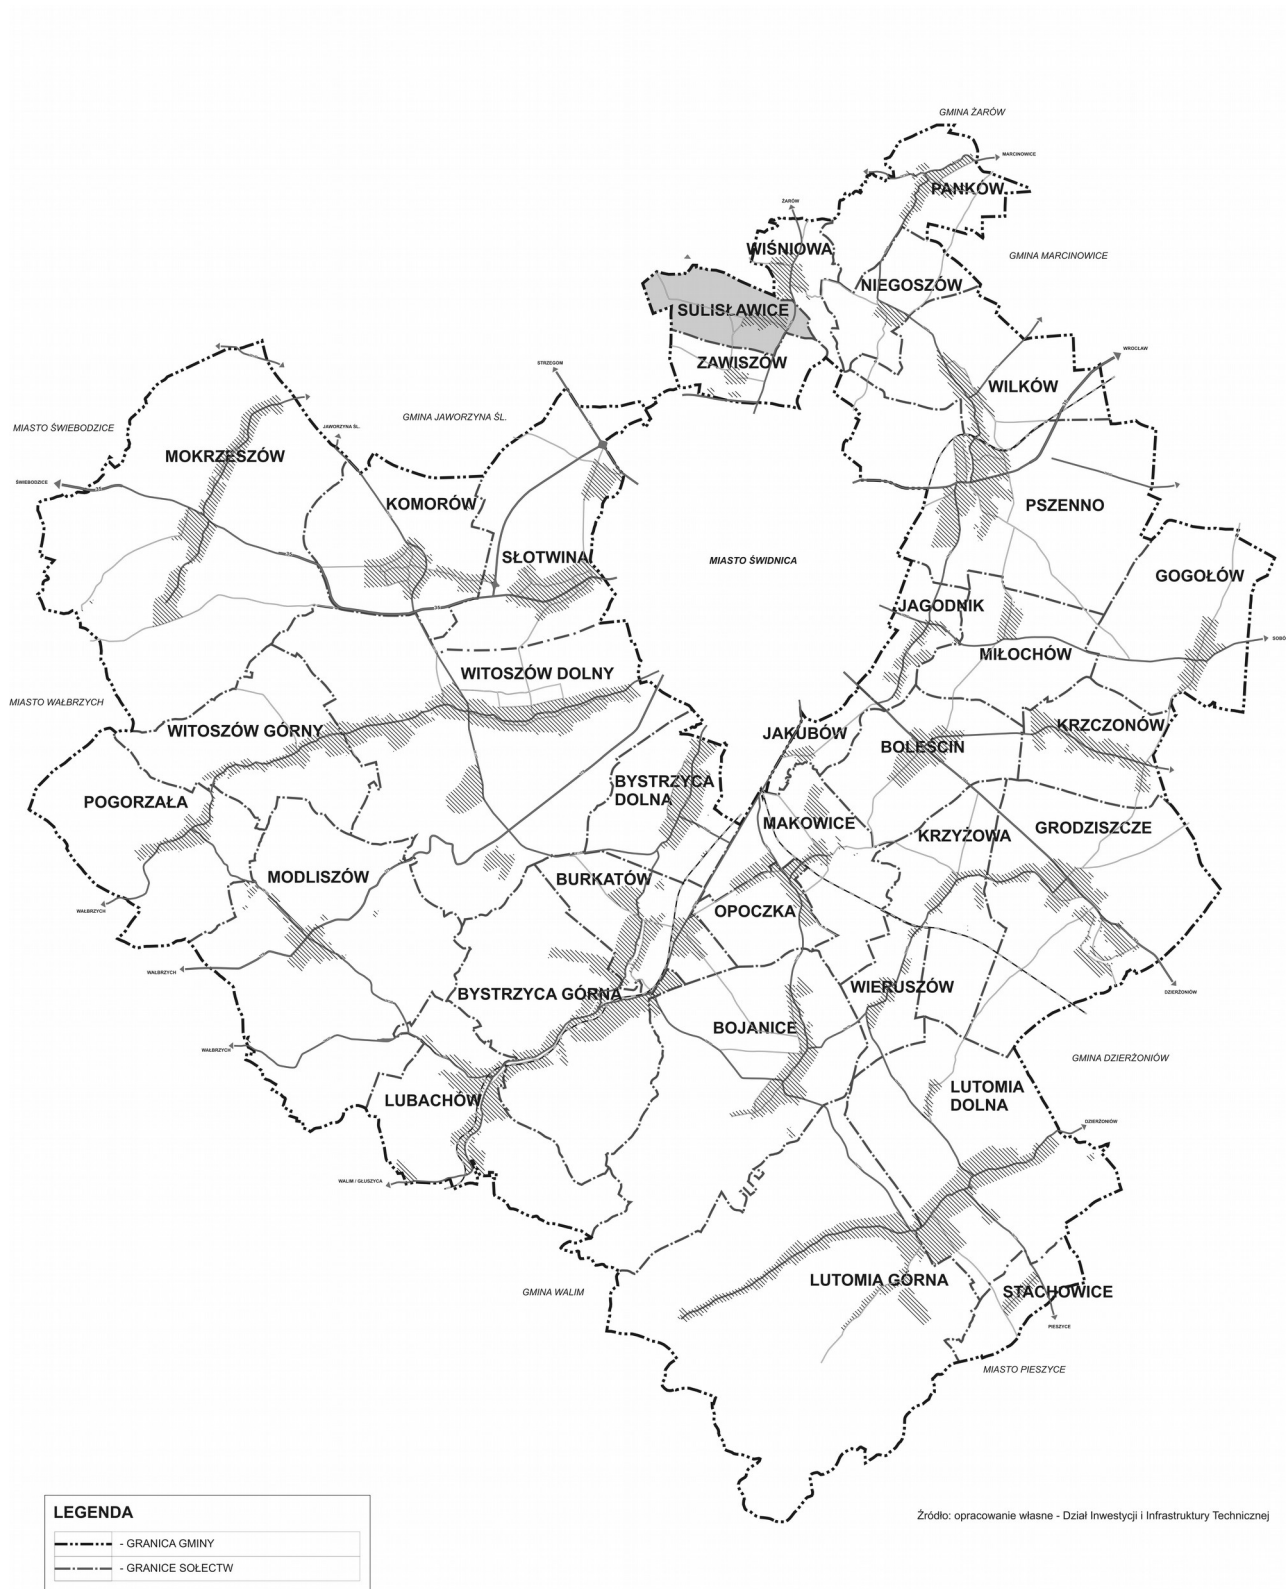 GMINA ŻARÓW
MARCINOWICE
PANKÓW
ŻARÓW
WIŚNIOWA
GMINA MARCINOWICE
NIEGOSZÓW
SULISŁAWICE
ZAWISZÓW
WROCŁAW
STRZEGOM
WILKÓW
GMINA JAWORZYNA ŚL.
MIASTO ŚWIEBODZICE
JAWORZYNA ŚL.
MOKRZESZÓW
ŚWIEBODZICE
35
KOMORÓW
PSZENNO
35
SŁOTWINA
MIASTO ŚWIDNICA
GOGOŁÓW
35
JAGODNIK
SOBÓ
MIŁOCHÓW
WITOSZÓW DOLNY
MIASTO WAŁBRZYCH
WITOSZÓW GÓRNY
JAKUBÓW
KRZCZONÓW
BOLEŚCIN
BYSTRZYCA
DOLNA
POGORZAŁA
MAKOWICE
KRZYŻOWA
GRODZISZCZE
MODLISZÓW
BURKATÓW
WAŁBRZYCH
OPOCZKA
WAŁBRZYCH
BYSTRZYCA GÓRNA
WIERUSZÓW
DZIERŻONIÓW
BOJANICE
WAŁBRZYCH
GMINA DZIERŻONIÓW
LUTOMIA
DOLNA
LUBACHÓW
DZIERŻONIÓW
WALIM / GŁUSZYCA
LUTOMIA GÓRNA
GMINA WALIM
STACHOWICE
PIESZYCE
MIASTO PIESZYCE
LEGENDA
Źródło: opracowanie własne - Dział Inwestycji i Infrastruktury Technicznej
- GRANICA GMINY
- GRANICE SOŁECTW